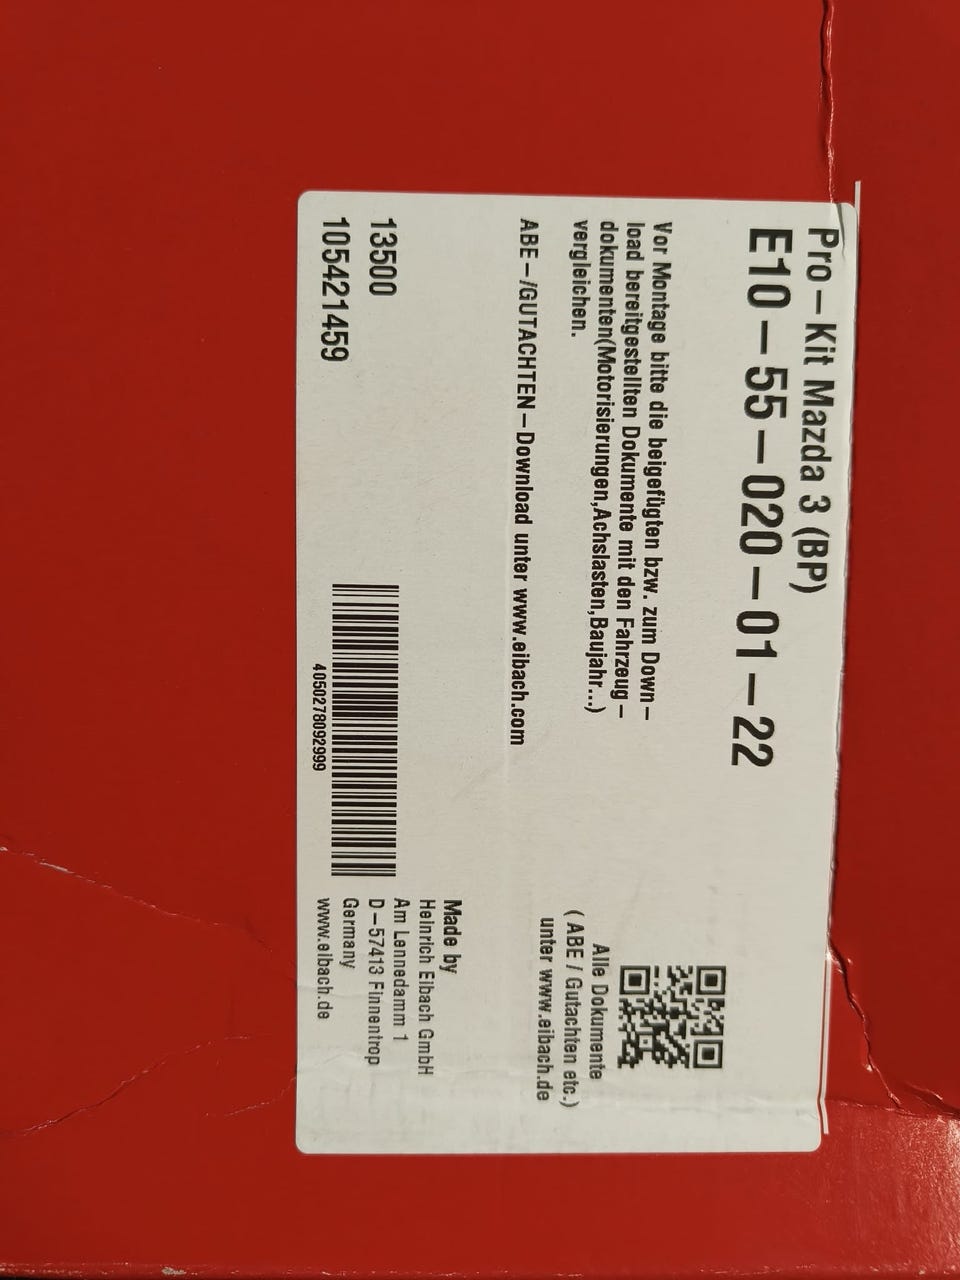 Pro-Kit Mazda 3 (BP)
E10-55-020-01-22
Vor Montage bitte die beigefügten bzw. zum Down-
load bereitgestellten Dokumente mit den Fahrzeug-
dokumenten(Motorisierungen,Achslasten,Baujahr...)
vergleichen.
ABE-/GUTACHTEN-Download unter www.eibach.com
Alle Dokumente
( ABE / Gutachten etc.)
unter www.eibach.de
13500
105421459
4050278092999
Made by
Heinrich Eibach GmbH
Am Lennedamm 1
D-57413 Finnentrop
Germany
www.eibach.de